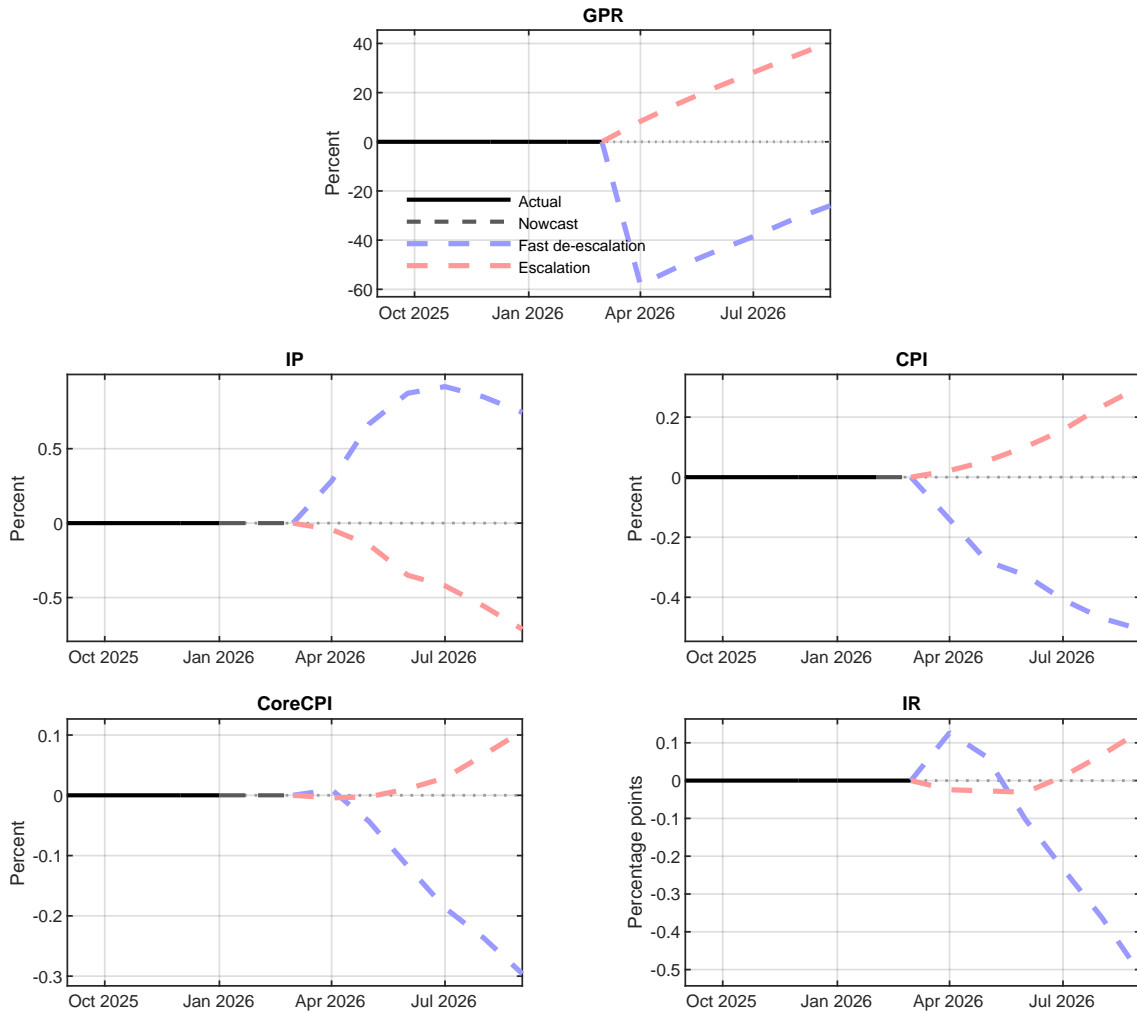 GPR
40
20
0
-20
-40
-60
Percent
Actual
Nowcast
Fast de-escalation
Escalation
Oct 2025 Jan 2026 Apr 2026 Jul 2026
IP
0.5
0
-0.5
Percent
Oct 2025 Jan 2026 Apr 2026 Jul 2026
CPI
0.2
0
-0.2
-0.4
Percent
Oct 2025 Jan 2026 Apr 2026 Jul 2026
CoreCPI
0.1
0
-0.1
-0.2
-0.3
Percent
Oct 2025 Jan 2026 Apr 2026 Jul 2026
IR
0.1
0
-0.1
-0.2
-0.3
-0.4
-0.5
Percentage points
Oct 2025 Jan 2026 Apr 2026 Jul 2026